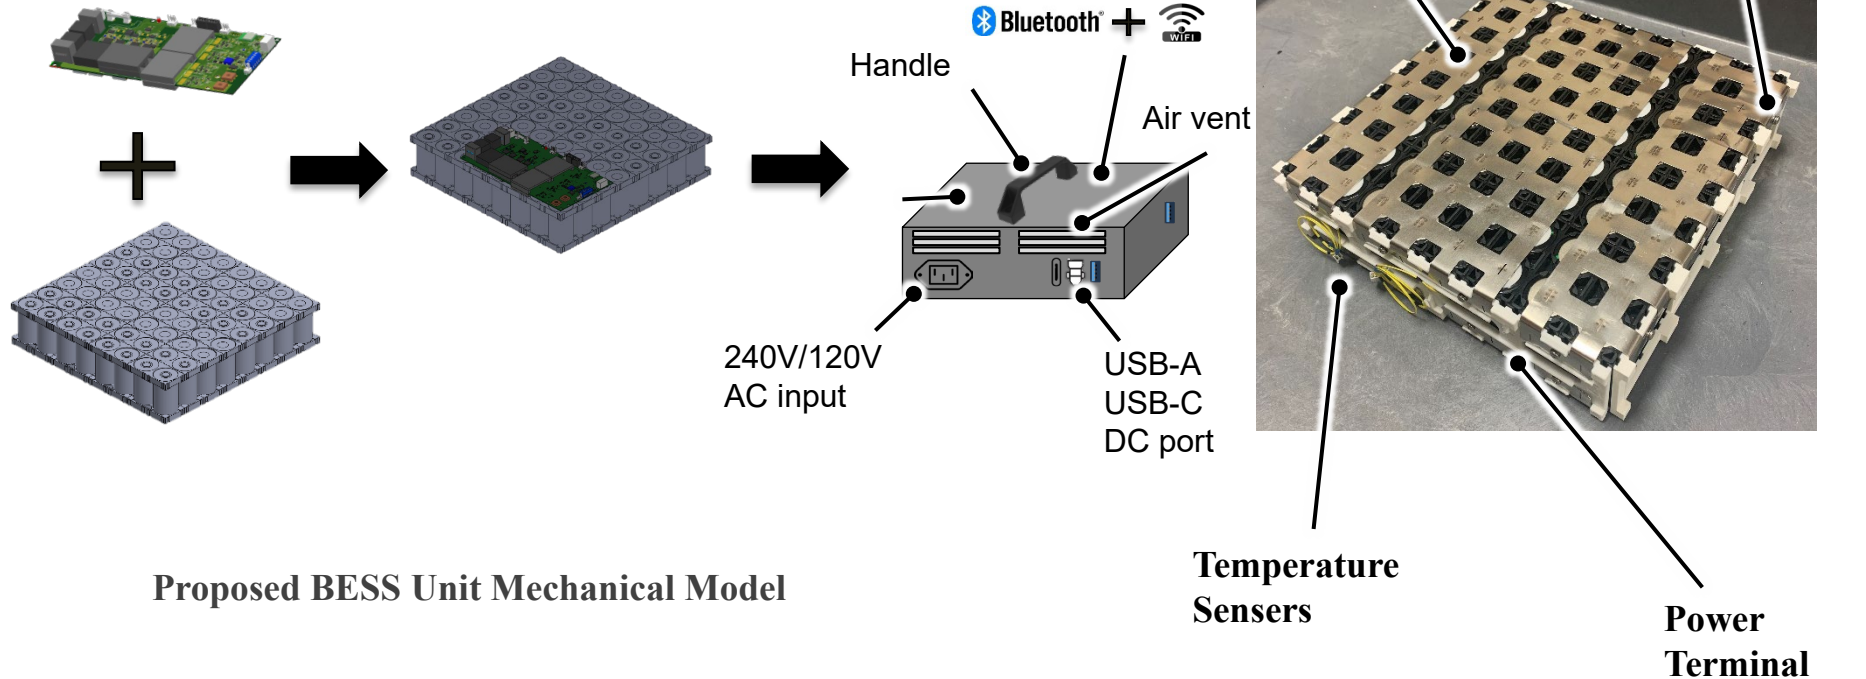 Bluetooth®
WiFi
Handle
Air vent
240V/120V
AC input
USB-A
USB-C
DC port
Temperature
Sensers
Power
Terminal
Proposed BESS Unit Mechanical Model